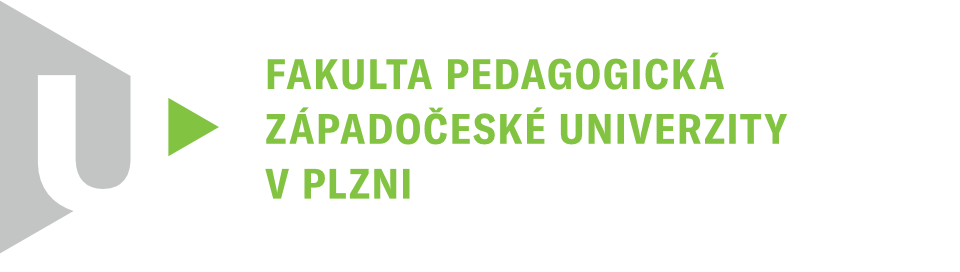 FAKULTA PEDAGOGICKÁ
ZÁPADOČESKÉ UNIVERZITY
V PLZNI